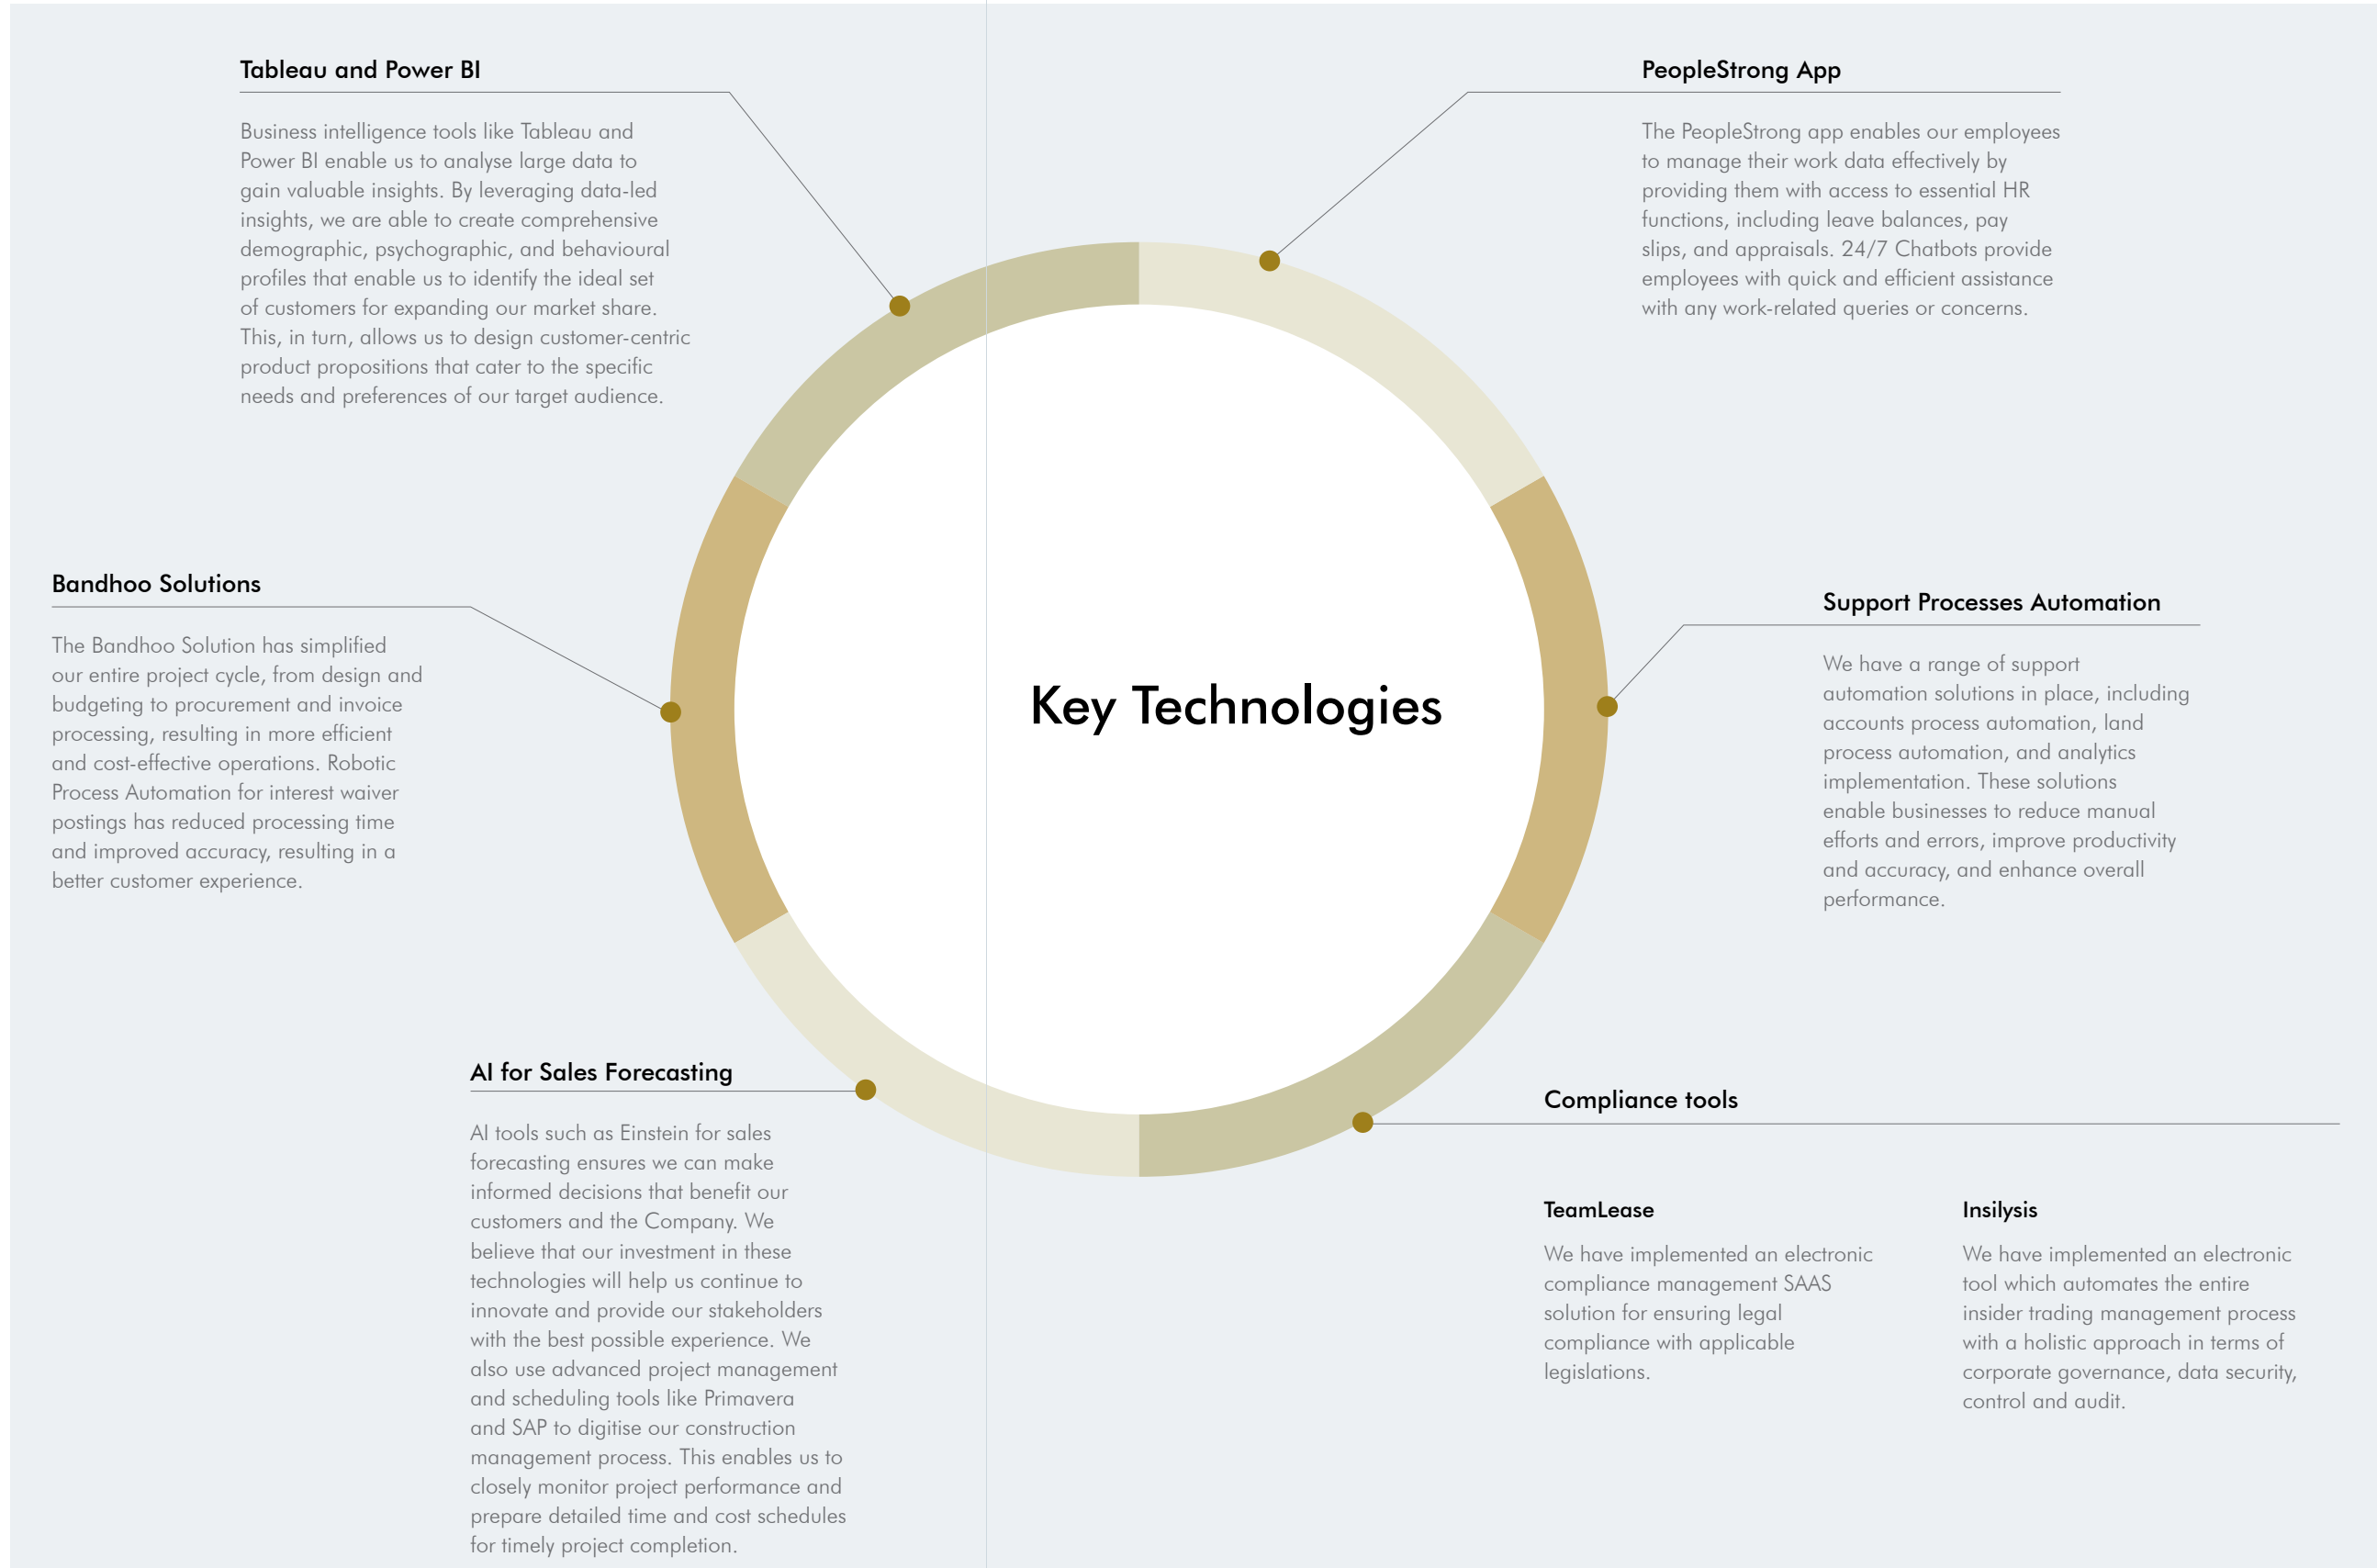 Tableau and Power BI
Business intelligence tools like Tableau and
Power BI enable us to analyse large data to
gain valuable insights. By leveraging data-led
insights, we are able to create comprehensive
demographic, psychographic, and behavioural
profiles that enable us to identify the ideal set
of customers for expanding our market share.
This, in turn, allows us to design customer-centric
product propositions that cater to the specific
needs and preferences of our target audience.
PeopleStrong App
The PeopleStrong app enables our employees
to manage their work data effectively by
providing them with access to essential HR
functions, including leave balances, pay
slips, and appraisals. 24/7 Chatbots provide
employees with quick and efficient assistance
with any work-related queries or concerns.
Bandhoo Solutions
The Bandhoo Solution has simplified
our entire project cycle, from design and
budgeting to procurement and invoice
processing, resulting in more efficient
and cost-effective operations. Robotic
Process Automation for interest waiver
postings has reduced processing time
and improved accuracy, resulting in a
better customer experience.
Key Technologies
Support Processes Automation
We have a range of support
automation solutions in place, including
accounts process automation, land
process automation, and analytics
implementation. These solutions
enable businesses to reduce manual
efforts and errors, improve productivity
and accuracy, and enhance overall
performance.
AI for Sales Forecasting
AI tools such as Einstein for sales
forecasting ensures we can make
informed decisions that benefit our
customers and the Company. We
believe that our investment in these
technologies will help us continue to
innovate and provide our stakeholders
with the best possible experience. We
also use advanced project management
and scheduling tools like Primavera
and SAP to digitise our construction
management process. This enables us to
closely monitor project performance and
prepare detailed time and cost schedules
for timely project completion.
Compliance tools
TeamLease
We have implemented an electronic
compliance management SAAS
solution for ensuring legal
compliance with applicable
legislations.
Insilysis
We have implemented an electronic
tool which automates the entire
insider trading management process
with a holistic approach in terms of
corporate governance, data security,
control and audit.